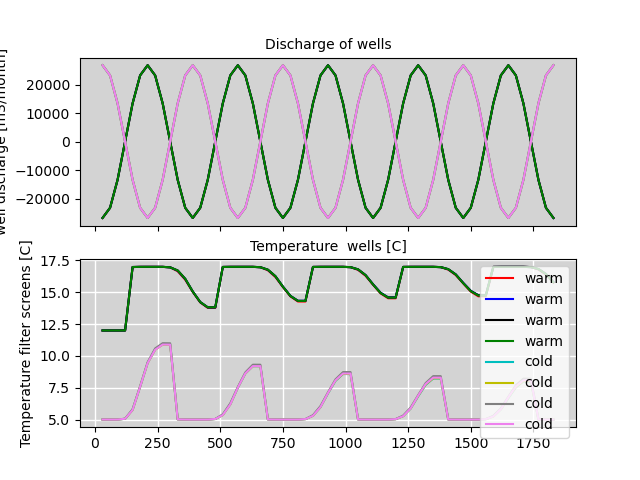 Discharge of wells
well discharge [m3/month]
20000
10000
0
−10000
−20000
Temperature  wells [C]
Temperature filter screens [C]
17.5
15.0
12.5
10.0
7.5
5.0
warm
warm
warm
warm
cold
cold
cold
cold
0
250
500
750
1000
1250
1500
1750